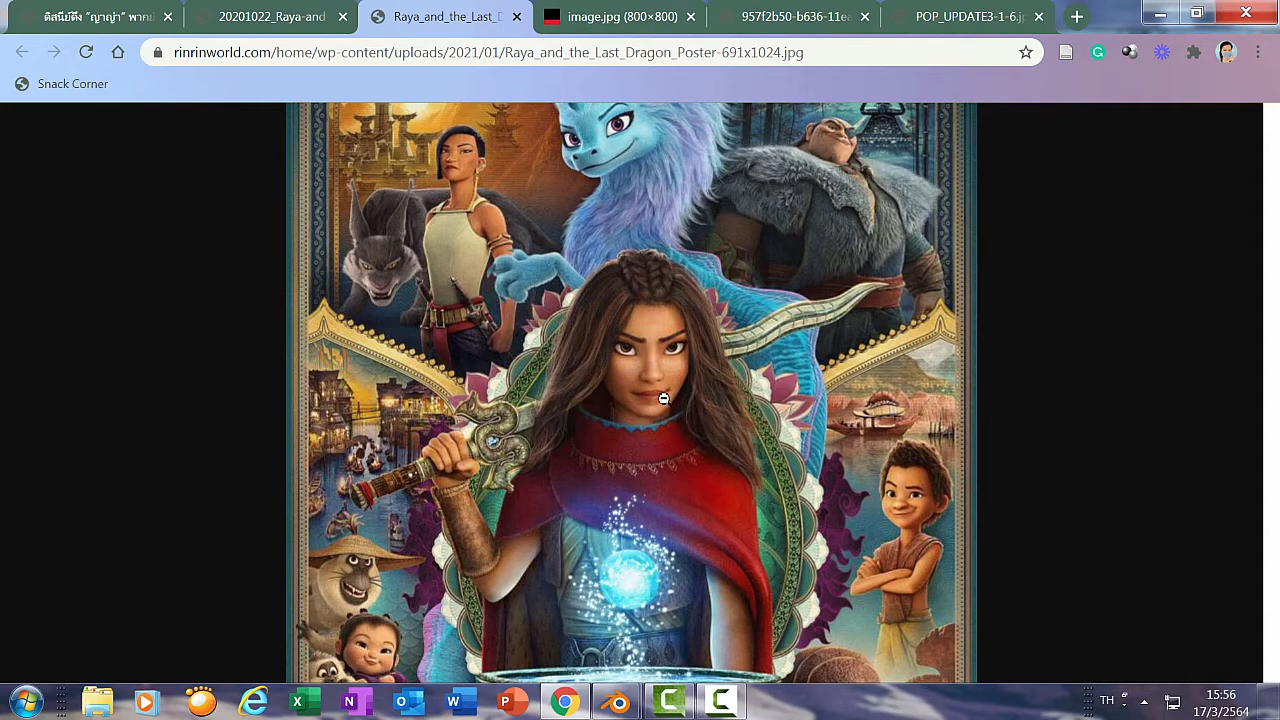 ดิสนีย์ดึง "ญาญ่า" พากย์
20201022_Raya-and
Raya_and_the_Last_D
image.jpg (800×800)
957f2b50-b636-11ea
POP_UPDATE3-1-6.jp
rinrinworld.com/home/wp-content/uploads/2021/01/Raya_and_the_Last_Dragon_Poster-691x1024.jpg
Snack Corner
TH
15:56
17/3/2564